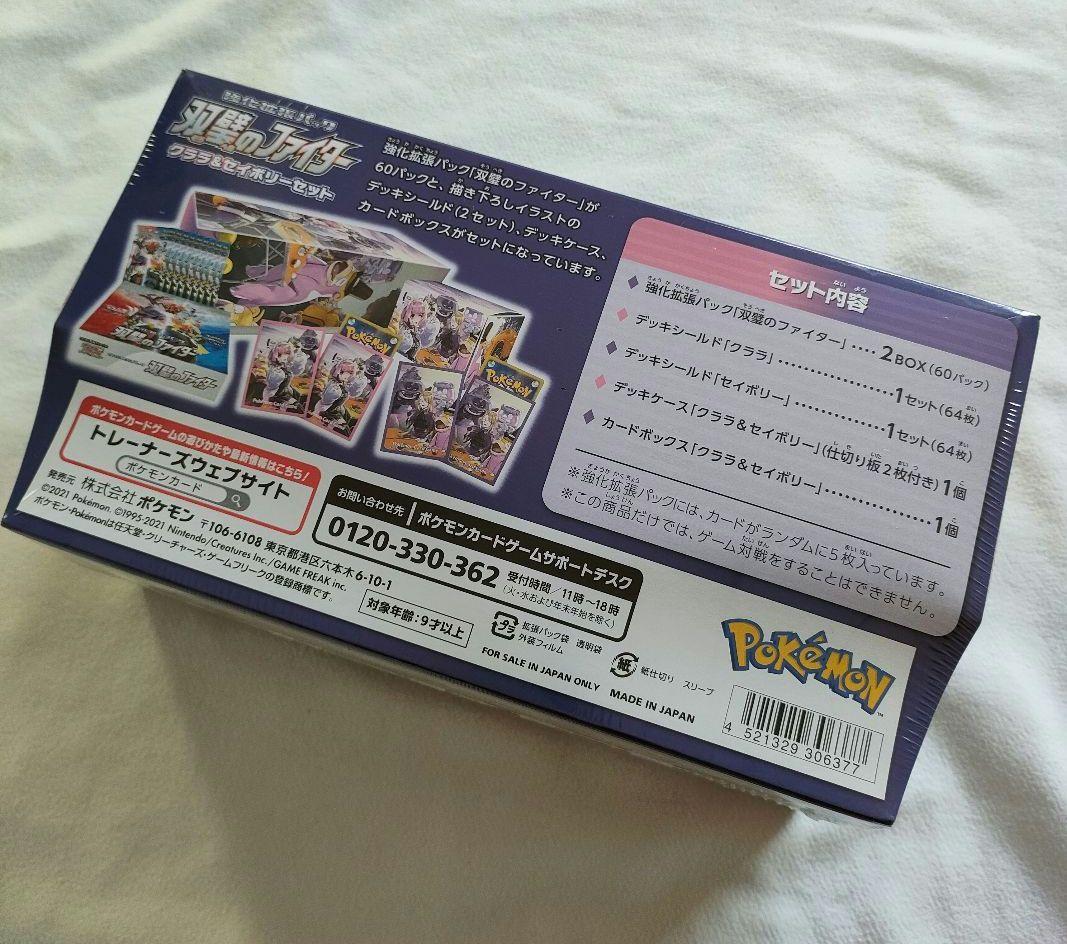 強化拡張パック
双璧のファイター
クララ&セイボリーセット
強化拡張パック「双璧のファイター」が
60パックと、描き下ろしイラストの
デッキシールド(2セット)、デッキケース、
カードボックスがセットになっています。
双璧のファイター
双璧のファイター
POKéMON
POKéMON
セット内容
強化拡張パック「双璧のファイター」‥‥2BOX(60パック)
デッキシールド「クララ」‥‥‥‥‥‥‥‥‥1セット(64枚)
デッキシールド「セイボリー」‥‥‥‥‥‥‥1セット(64枚)
デッキケース「クララ&セイボリー」(仕切り板2枚付き)1個
カードボックス「クララ&セイボリー」‥‥‥‥‥‥‥1個
※強化拡張パックには、カードがランダムに5枚入っています。
※この商品だけでは、ゲーム対戦をすることはできません。
ポケモンカードゲームの遊びかたや最新情報はこちら!
トレーナーズウェブサイト
ポケモンカード
発売元 株式会社ポケモン 〒106-6108 東京都港区六本木6-10-1
©2021 Pokémon. ©1995-2021 Nintendo/Creatures Inc./GAME FREAK inc.
ポケモン・Pokémonは任天堂・クリーチャーズ・ゲームフリークの登録商標です。
お問い合わせ先 ポケモンカードゲームサポートデスク
0120-330-362 受付時間/11時~18時
(火・水および年末年始を除く)
対象年齢:9才以上
プラ 拡張パック袋 透明袋
外装フィルム
紙 紙仕切り スリーブ
FOR SALE IN JAPAN ONLY MADE IN JAPAN
POKéMON™
4 521329 306377